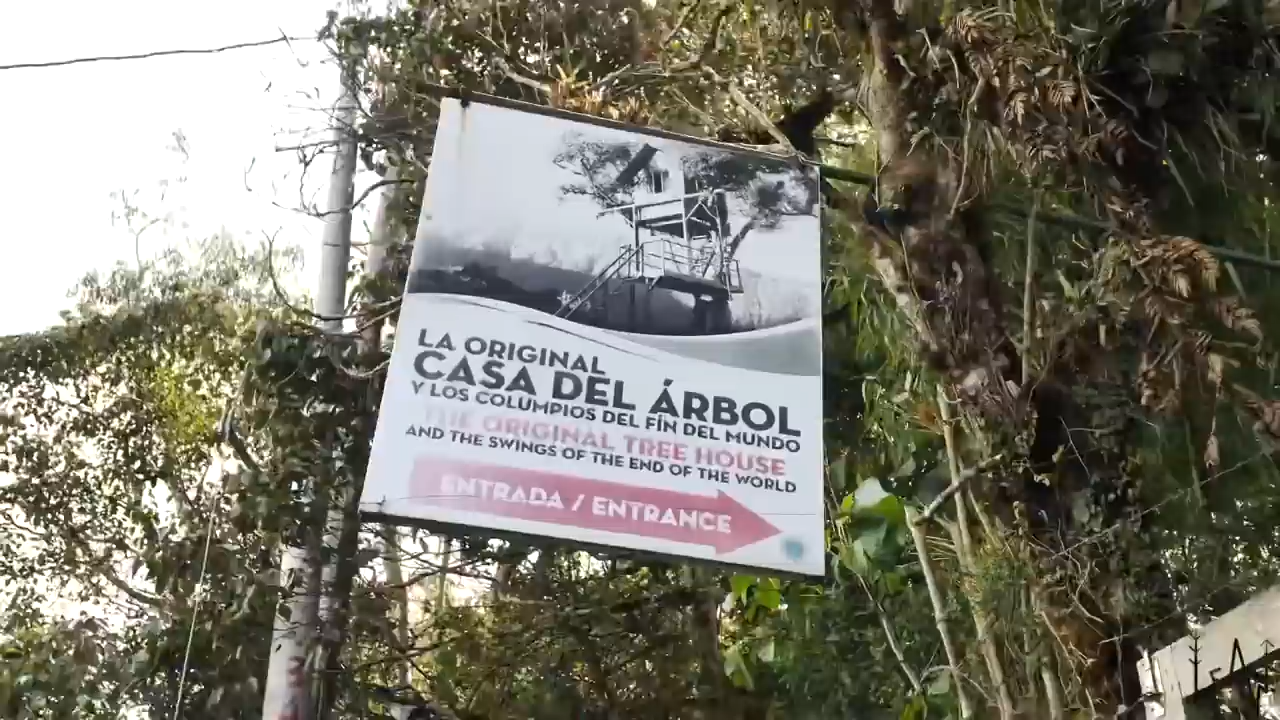 LA ORIGINAL
CASA DEL ÁRBOL
Y LOS COLUMPIOS DEL FÍN DEL MUNDO
THE ORIGINAL TREE HOUSE
AND THE SWINGS OF THE END OF THE WORLD
ENTRADA / ENTRANCE